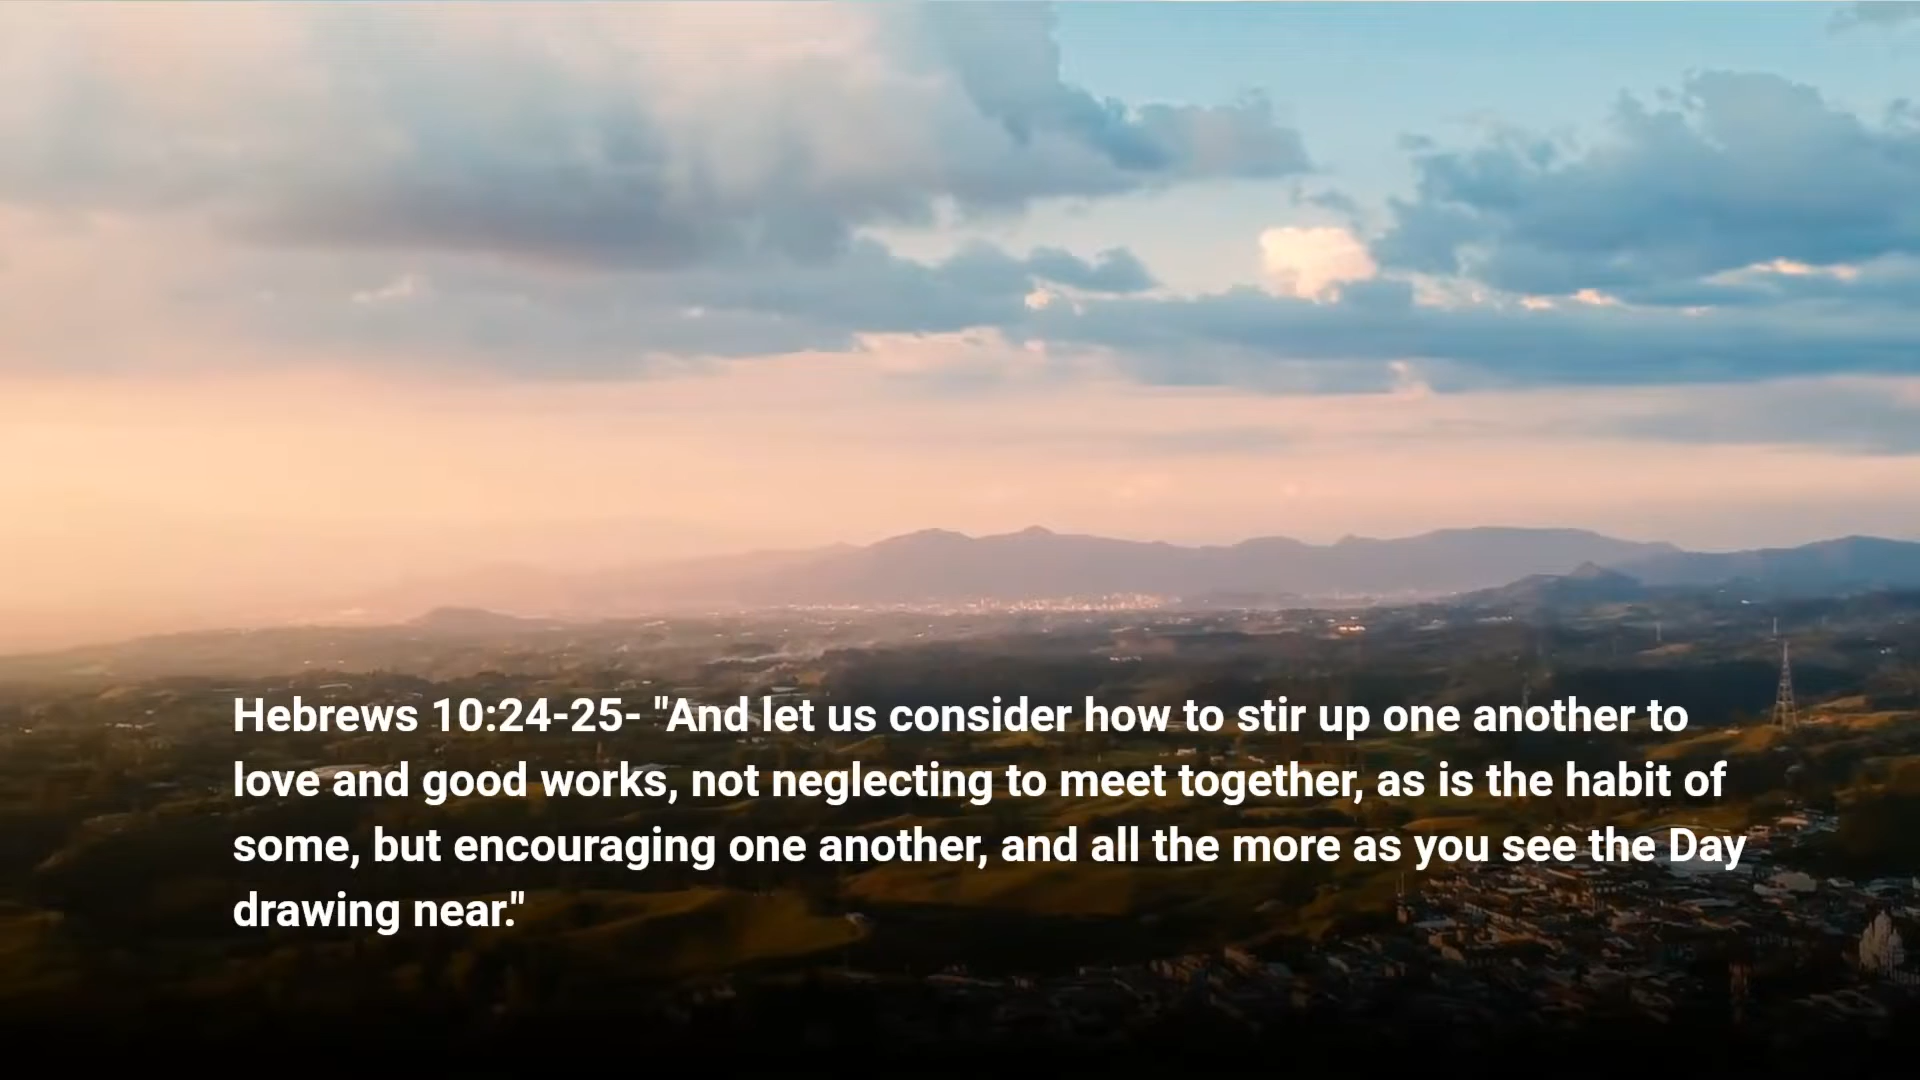 Hebrews 10:24-25- "And let us consider how to stir up one another to
love and good works, not neglecting to meet together, as is the habit of
some, but encouraging one another, and all the more as you see the Day
drawing near."